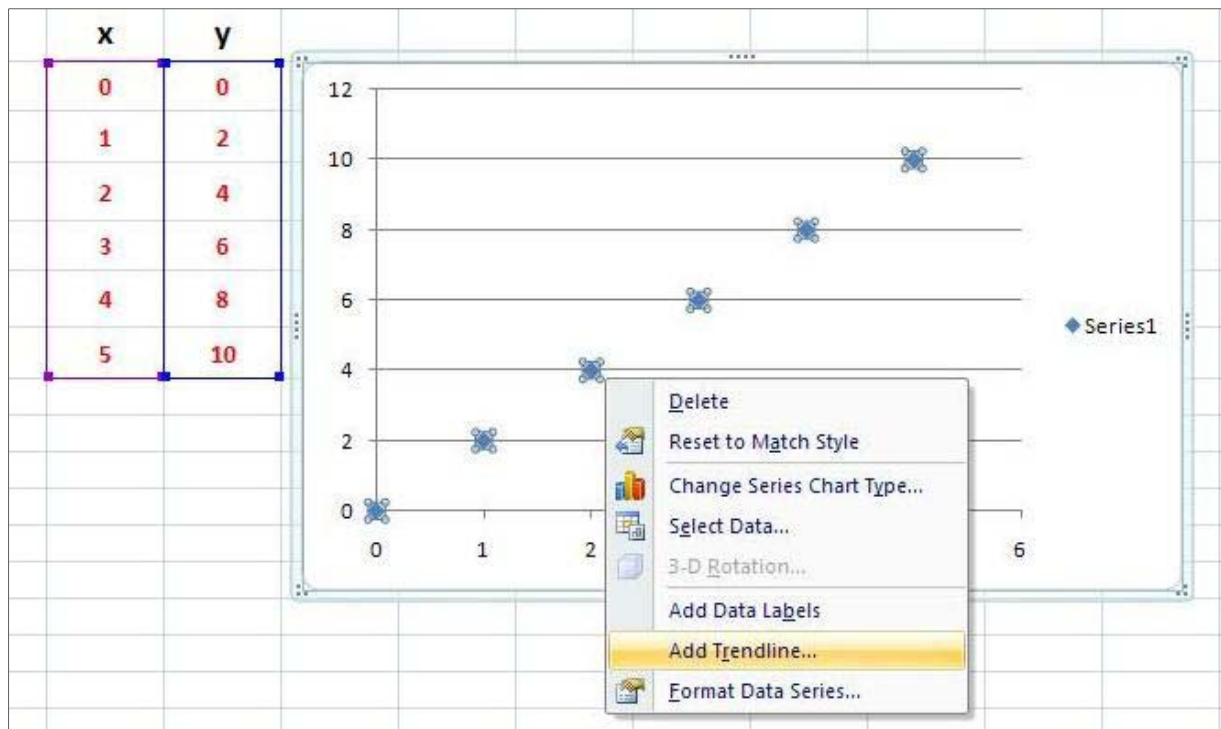 x y
0 0
1 2
2 4
3 6
4 8
5 10
12
10
8
6
4
2
0
0 1 2 6
Series1
Delete
Reset to Match Style
Change Series Chart Type...
Select Data...
3-D Rotation...
Add Data Labels
Add Trendline...
Format Data Series...